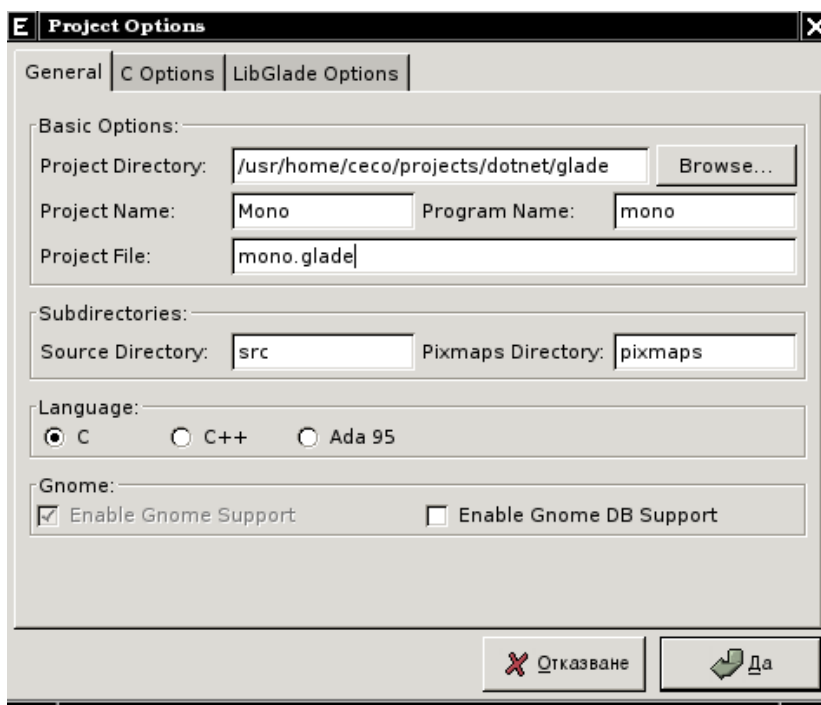 Project Options
General C Options LibGlade Options
Basic Options:
Project Directory: /usr/home/ceco/projects/dotnet/glade Browse...
Project Name: Mono Program Name: mono
Project File: mono.glade
Subdirectories:
Source Directory: src Pixmaps Directory: pixmaps
Language:
C C++ Ada 95
Gnome:
Enable Gnome Support Enable Gnome DB Support
Отказване Да